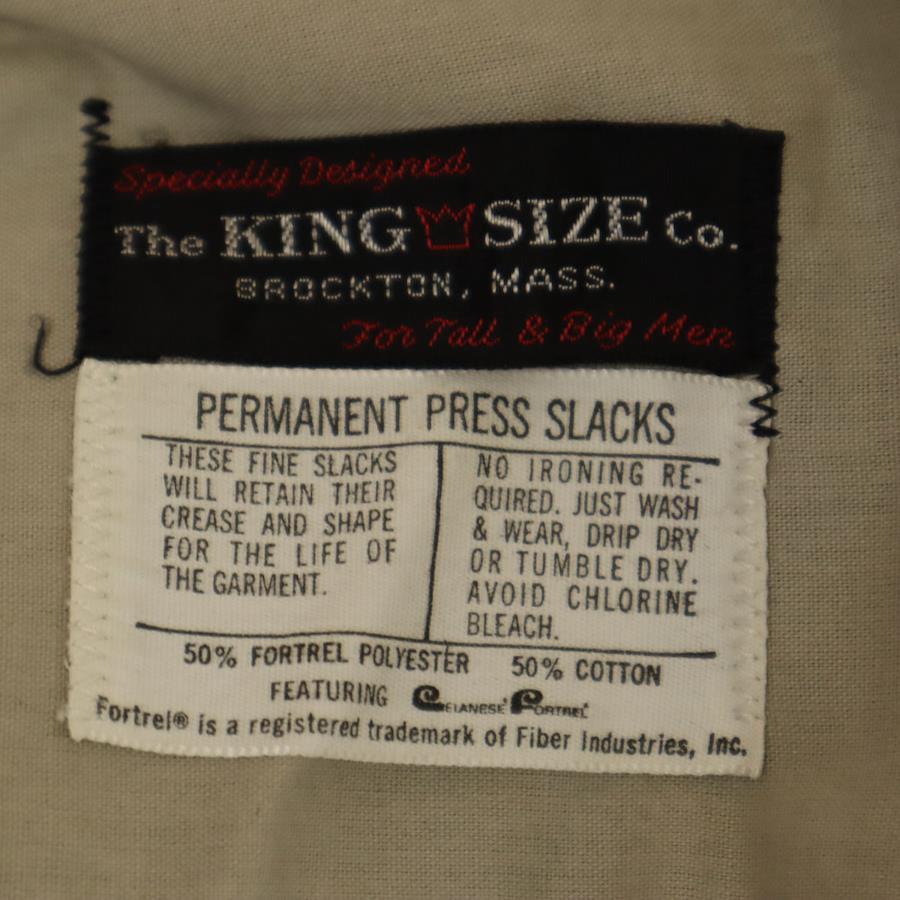 Specially Designed
The KING SIZE Co.
BROCKTON, MASS.
For Tall & Big Men
PERMANENT PRESS SLACKS
THESE FINE SLACKS
WILL RETAIN THEIR
CREASE AND SHAPE
FOR THE LIFE OF
THE GARMENT.
NO IRONING RE-
QUIRED. JUST WASH
& WEAR, DRIP DRY
OR TUMBLE DRY.
AVOID CHLORINE
BLEACH.
50% FORTREL POLYESTER 50% COTTON
FEATURING CELANESE® FORTREL®
Fortrel® is a registered trademark of Fiber Industries, Inc.